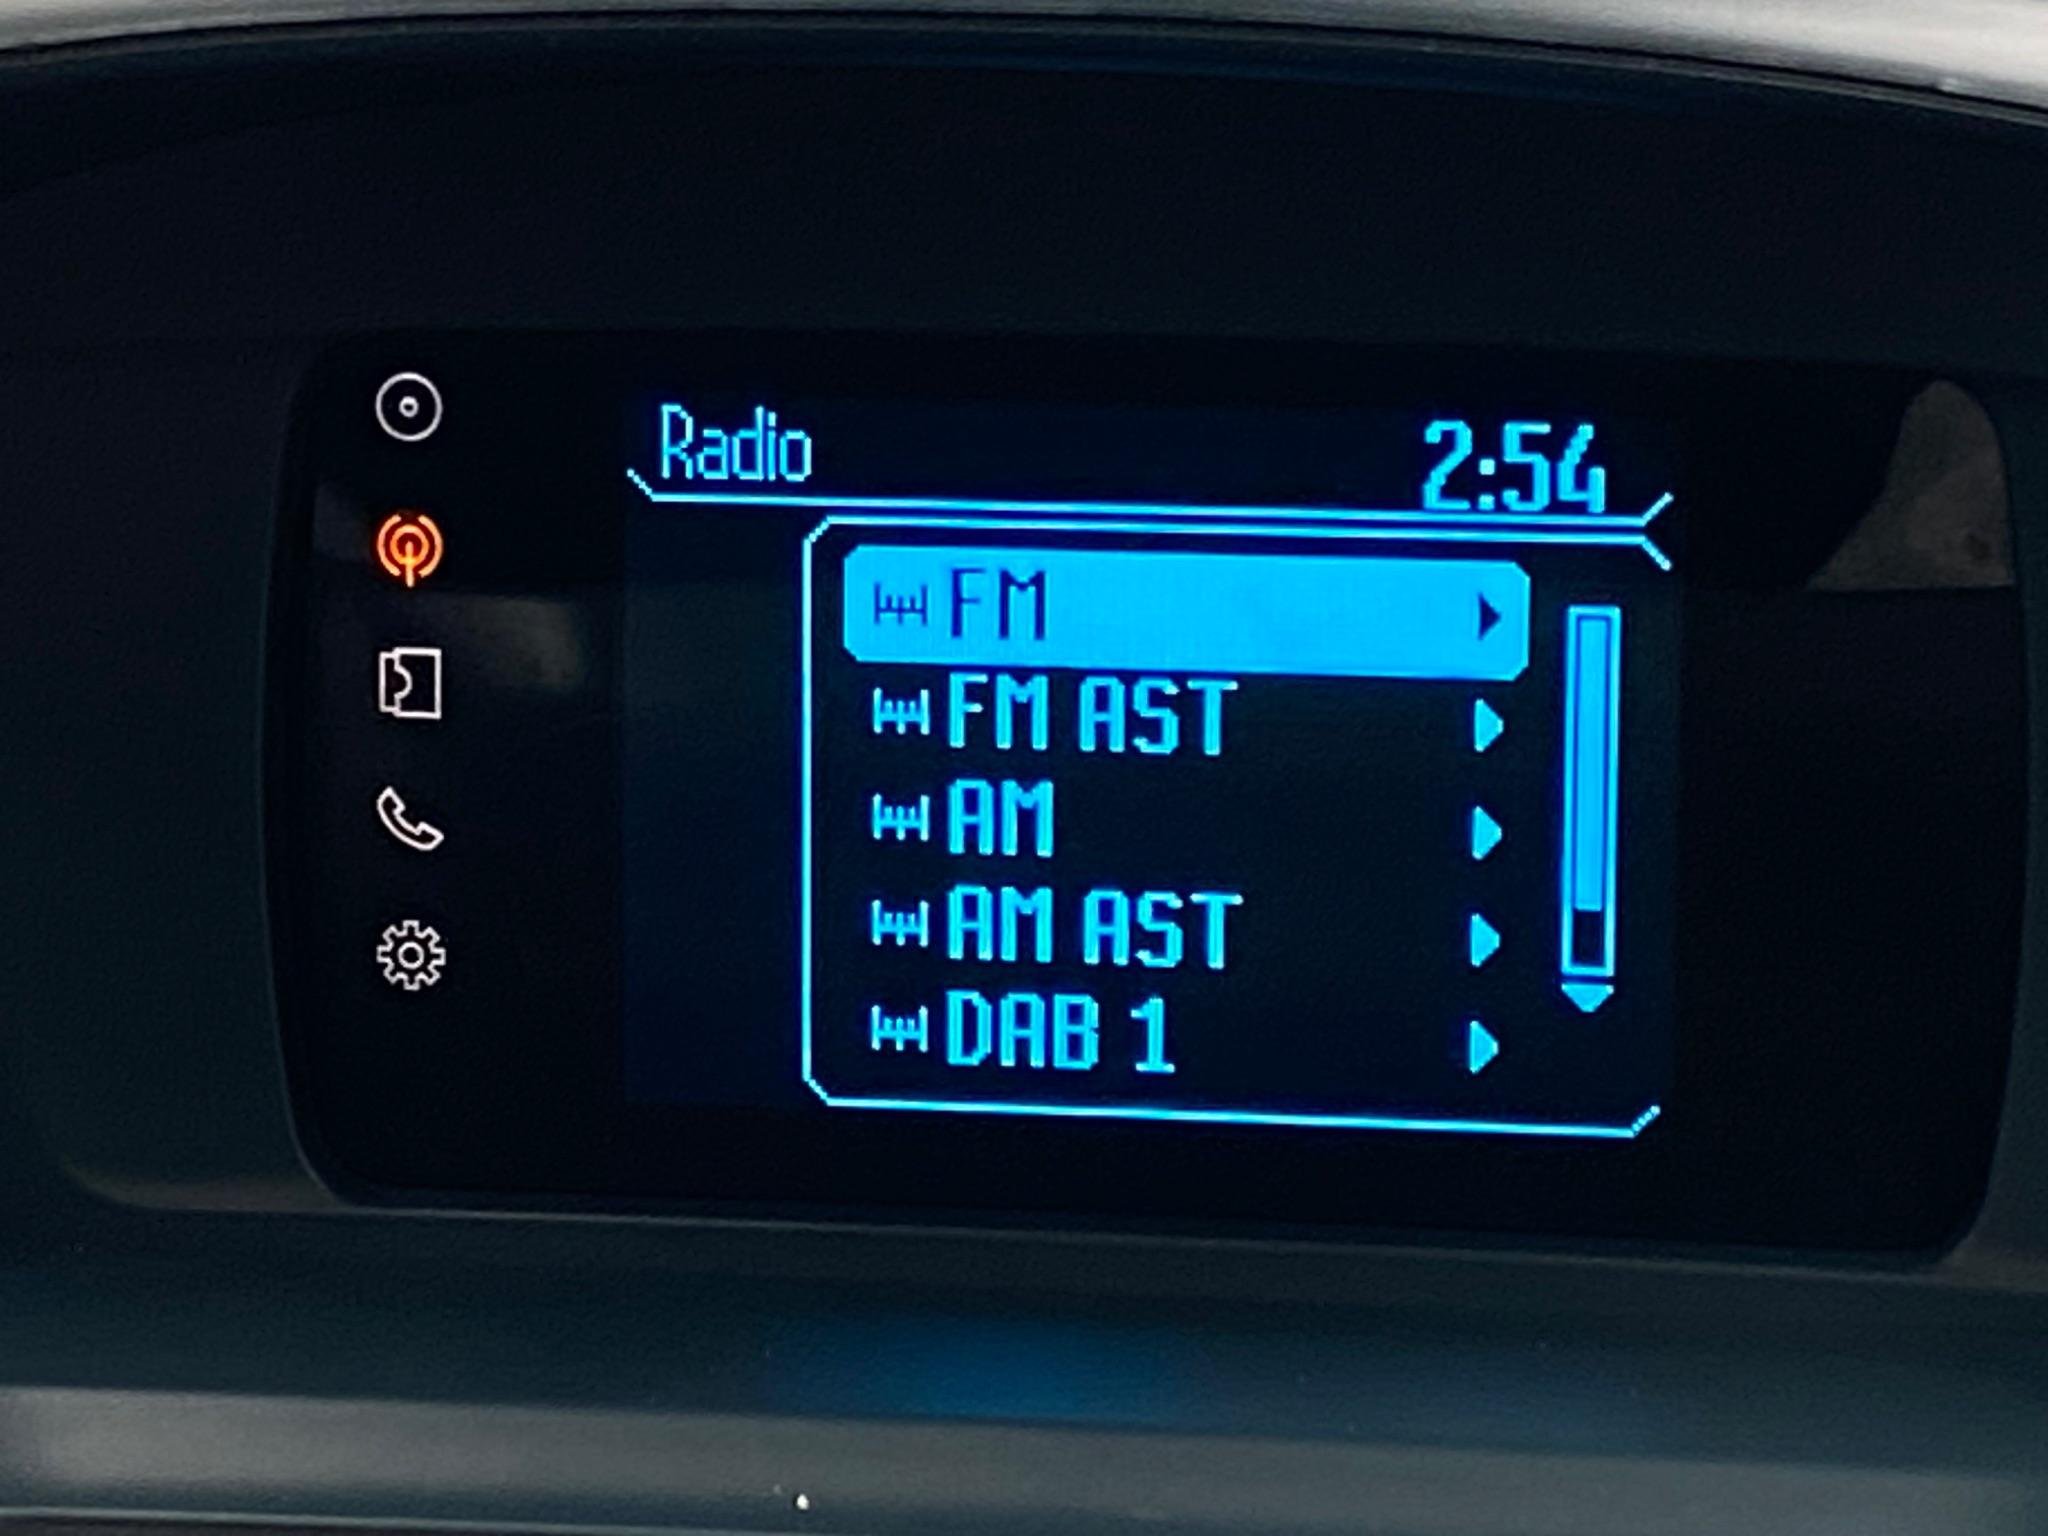 Radio
2:54
FM
FM AST
AM
AM AST
DAB 1